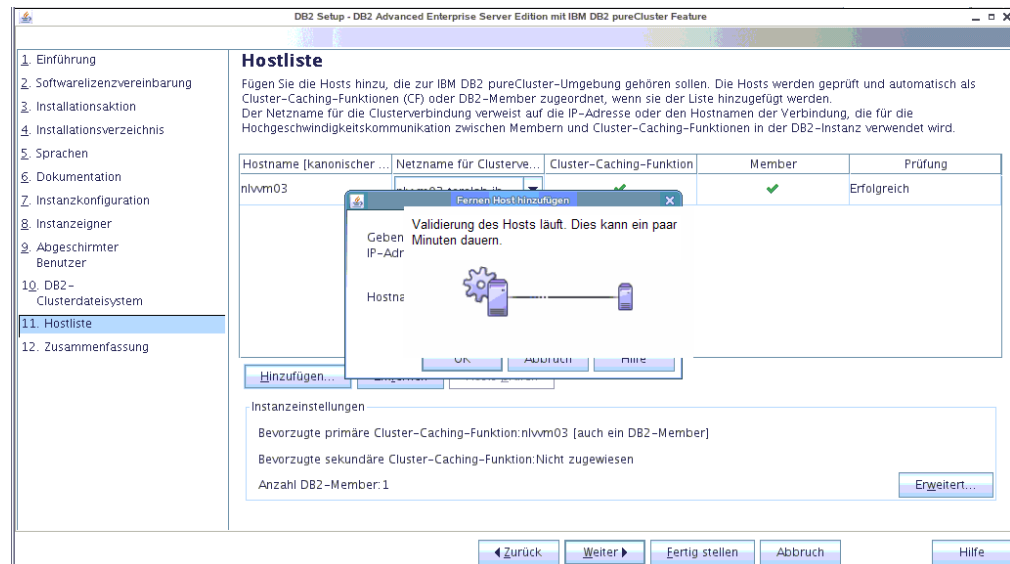 DB2 Setup - DB2 Advanced Enterprise Server Edition mit IBM DB2 pureCluster Feature
1. Einführung
2. Softwarelizenzvereinbarung
3. Installationsaktion
4. Installationsverzeichnis
5. Sprachen
6. Dokumentation
7. Instanzkonfiguration
8. Instanzeigner
9. Abgeschirmter
Benutzer
10. DB2-
Clusterdateisystem
11. Hostliste
12. Zusammenfassung
Hostliste
Fügen Sie die Hosts hinzu, die zur IBM DB2 pureCluster-Umgebung gehören sollen. Die Hosts werden geprüft und automatisch als
Cluster-Caching-Funktionen (CF) oder DB2-Member zugeordnet, wenn sie der Liste hinzugefügt werden.
Der Netzname für die Clusterverbindung verweist auf die IP-Adresse oder den Hostnamen der Verbindung, die für die
Hochgeschwindigkeitskommunikation zwischen Membern und Cluster-Caching-Funktionen in der DB2-Instanz verwendet wird.
Hostname [kanonischer ... Netzname für Clusterve... Cluster-Caching-Funktion Member Prüfung
nlvvm03 Erfolgreich
Fernen Host hinzufügen
Validierung des Hosts läuft. Dies kann ein paar
Minuten dauern.
Geben
IP-Adr
Hostna
OK Abbruch Hilfe
Hinzufügen...
Instanzeinstellungen
Bevorzugte primäre Cluster-Caching-Funktion:nlvvm03 [auch ein DB2-Member]
Bevorzugte sekundäre Cluster-Caching-Funktion:Nicht zugewiesen
Anzahl DB2-Member:1
Erweitert...
Zurück Weiter Fertig stellen Abbruch Hilfe